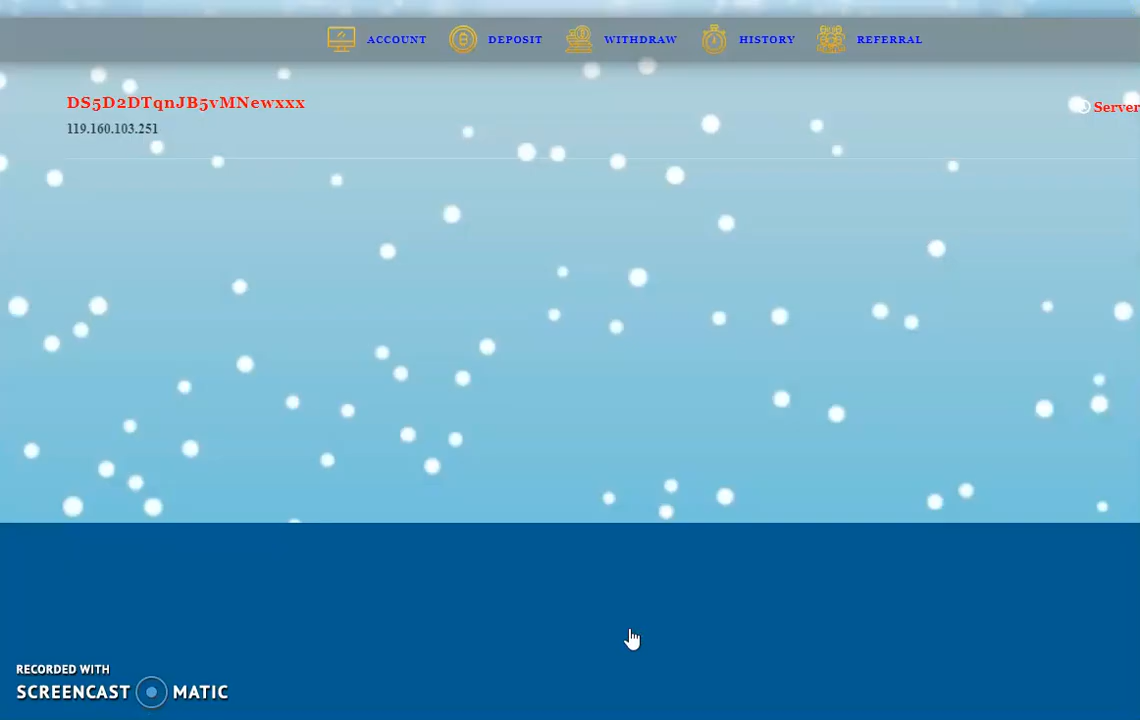 ACCOUNT DEPOSIT WITHDRAW HISTORY REFERRAL
DS5D2DTqnJB5vMNewxxx
Server
119.160.103.251
RECORDED WITH
SCREENCAST MATIC